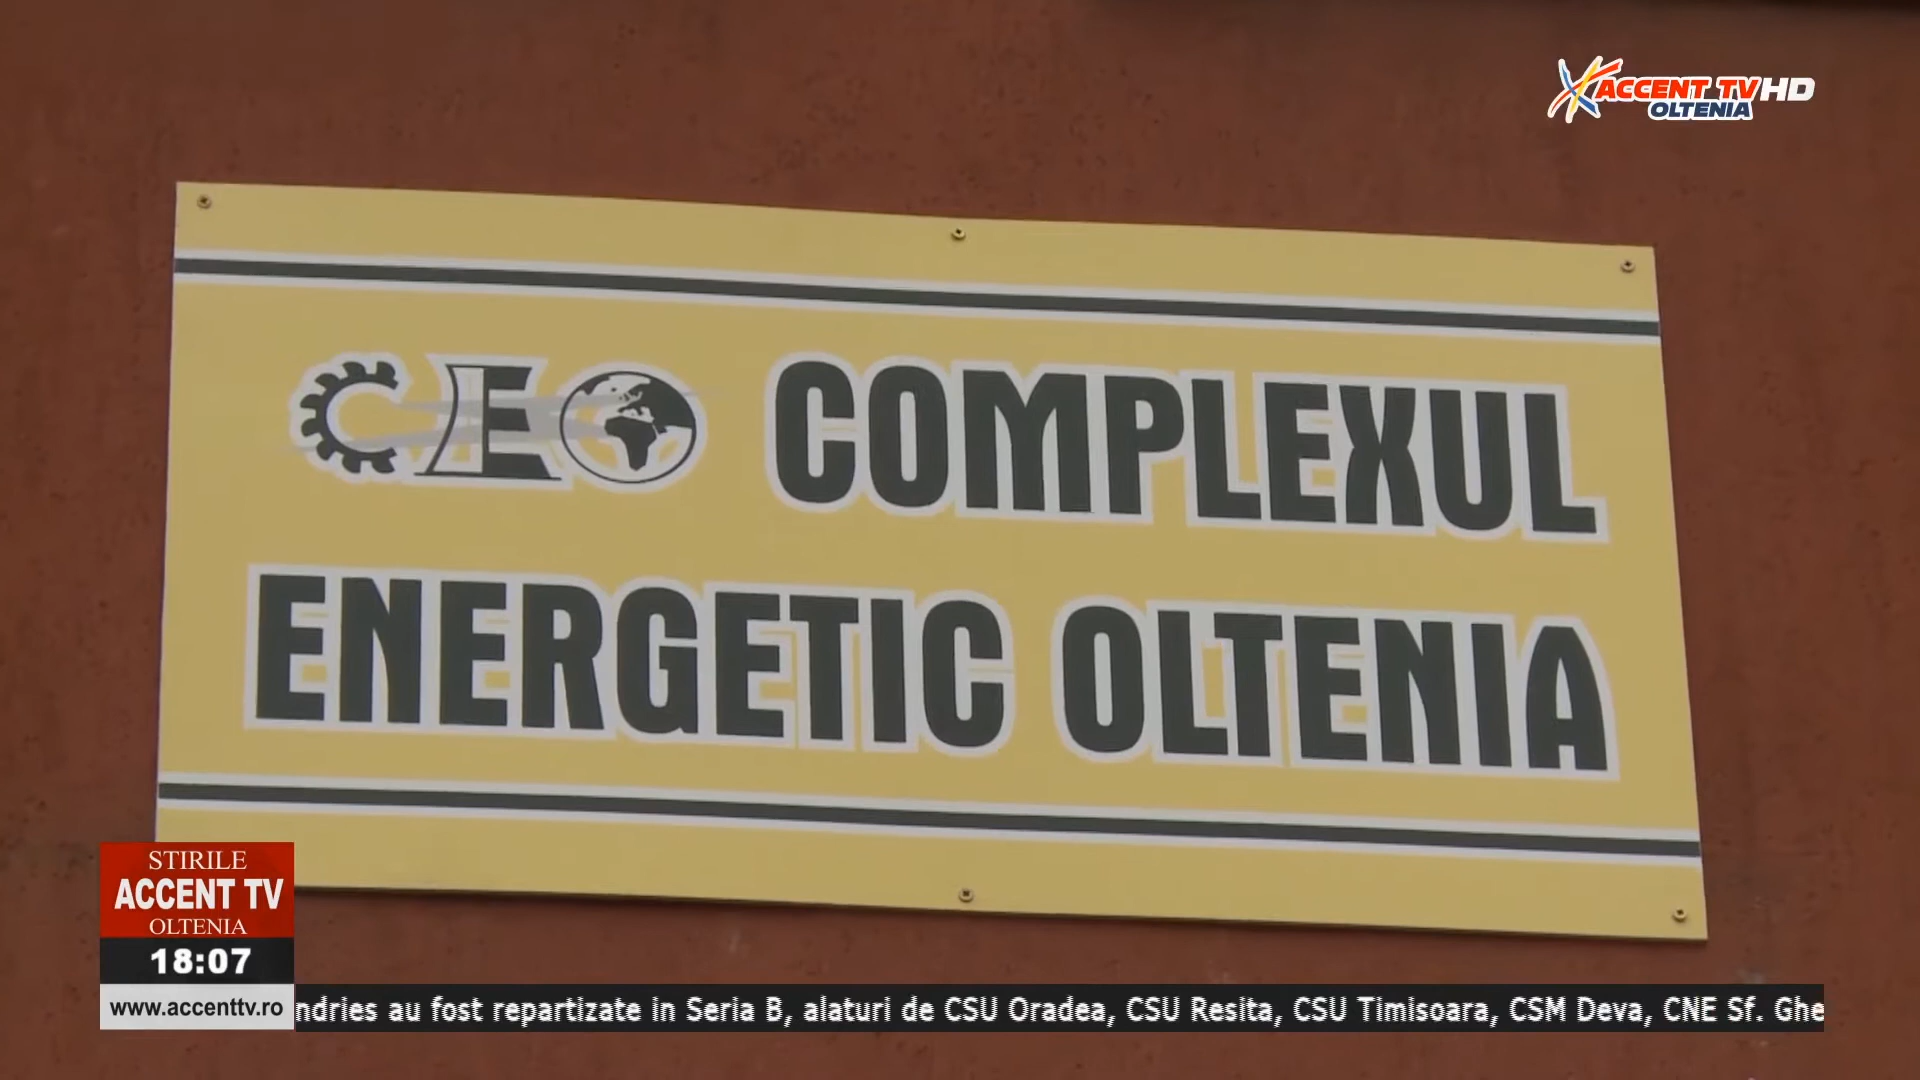 ACCENT TV HD
OLTENIA
CEO COMPLEXUL
ENERGETIC OLTENIA
STIRILE
ACCENT TV
OLTENIA
18:07
www.accenttv.ro
ndries au fost repartizate in Seria B, alaturi de CSU Oradea, CSU Resita, CSU Timisoara, CSM Deva, CNE Sf. Ghe